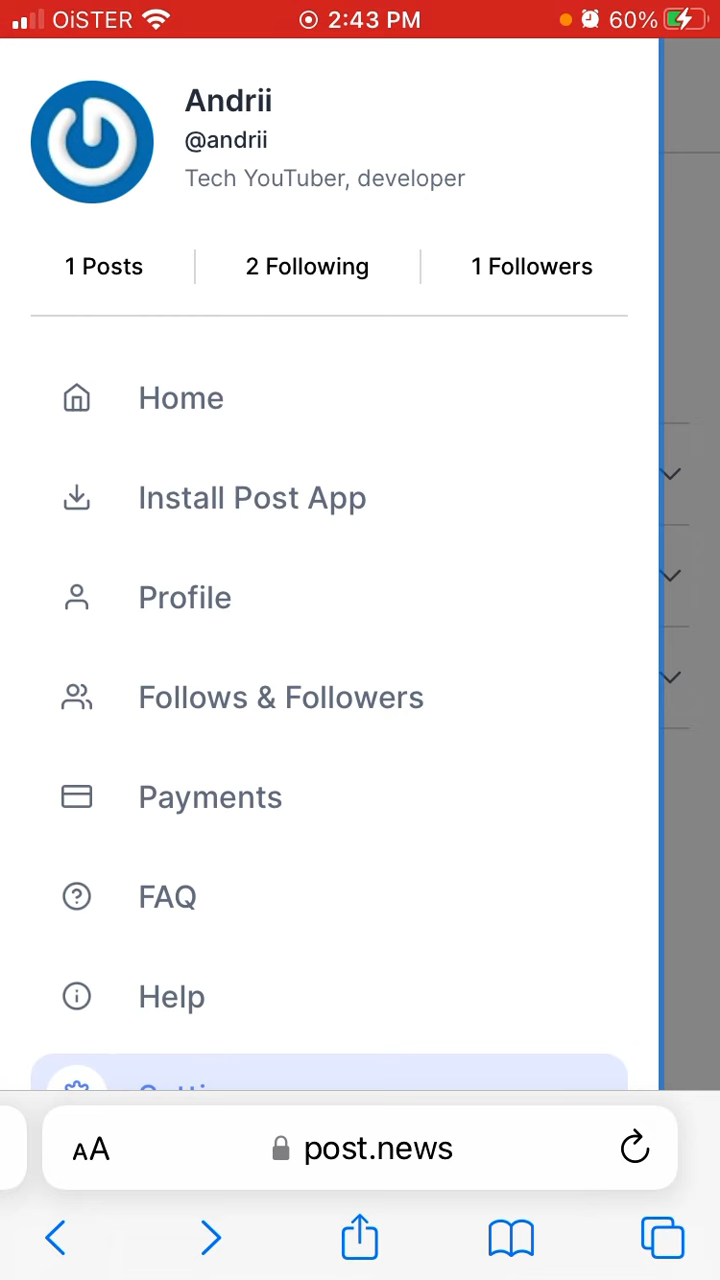 OiSTER 2:43 PM 60%
Andrii
@andrii
Tech YouTuber, developer
1 Posts 2 Following 1 Followers
Home
Install Post App
Profile
Follows & Followers
Payments
FAQ
Help
AA post.news